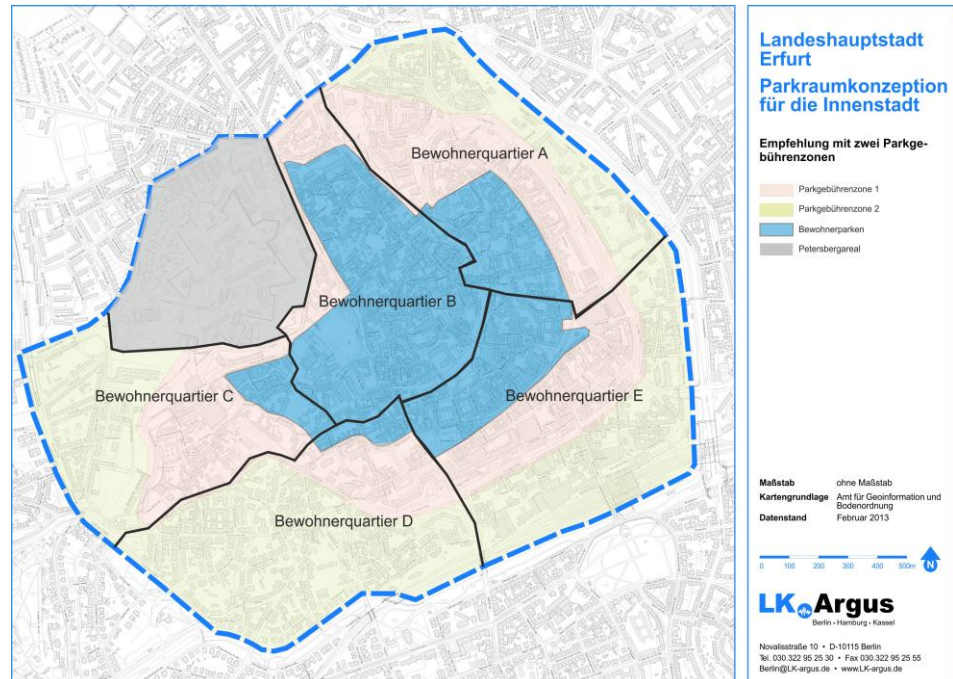 Landeshauptstadt
Erfurt
Parkraumkonzeption
für die Innenstadt
Empfehlung mit zwei Parkge-
bührenzonen
Parkgebührenzone 1
Parkgebührenzone 2
Bewohnerparken
Petersbergareal
Bewohnerquartier A
Bewohnerquartier B
Bewohnerquartier C
Bewohnerquartier E
Bewohnerquartier D
Maßstab ohne Maßstab
Kartengrundlage Amt für Geoinformation und
Bodenordnung
Datenstand Februar 2013
0 100 200 300 400 500m
N
LK Argus
Berlin • Hamburg • Kassel
Novalisstraße 10 • D-10115 Berlin
Tel. 030.322 95 25 30 • Fax 030.322 95 25 55
Berlin@LK-argus.de • www.LK-argus.de